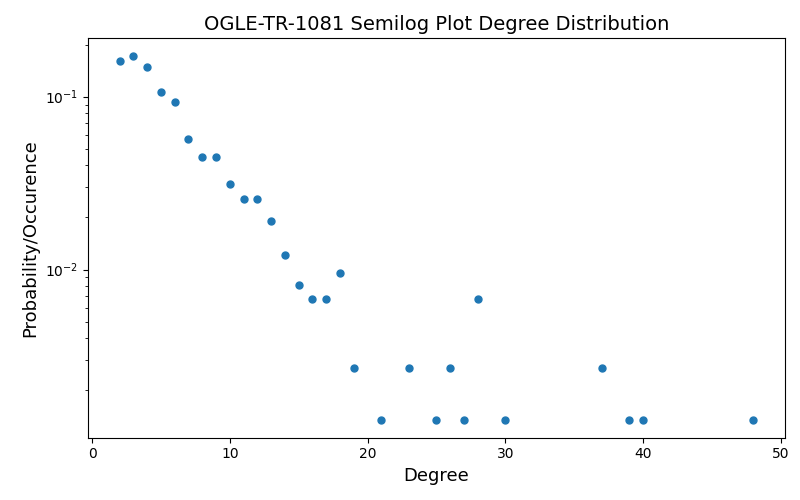 OGLE-TR-1081 Semilog Plot Degree Distribution
Probability/Occurence
10⁻¹
10⁻²
0 10 20 30 40 50
Degree